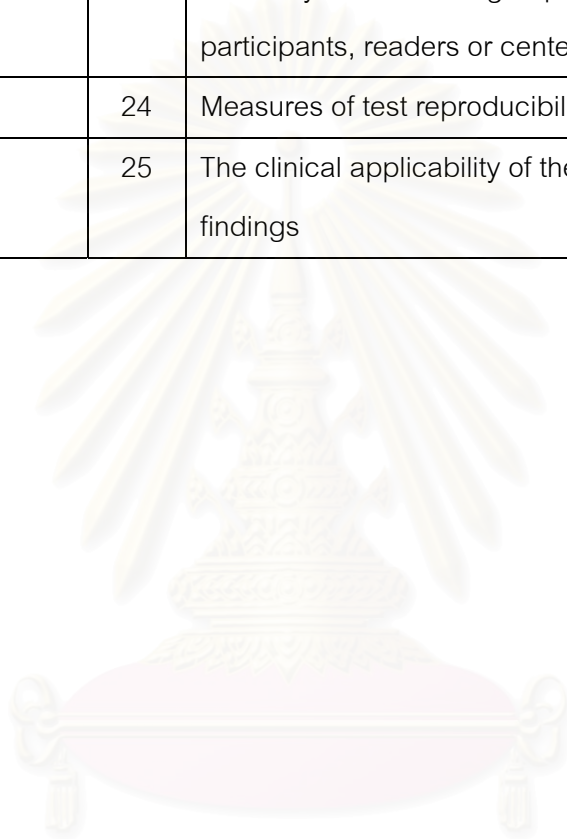 participants, readers or cente
24 Measures of test reproducibil
25 The clinical applicability of the
findings